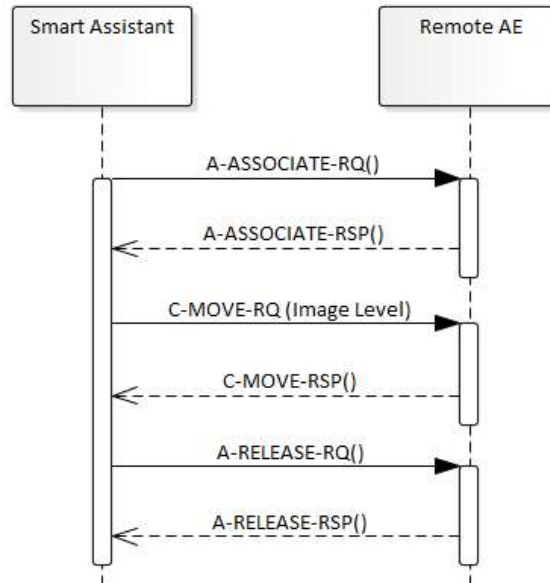 Smart Assistant
Remote AE
A-ASSOCIATE-RQ()
A-ASSOCIATE-RSP()
C-MOVE-RQ (Image Level)
C-MOVE-RSP()
A-RELEASE-RQ()
A-RELEASE-RSP()